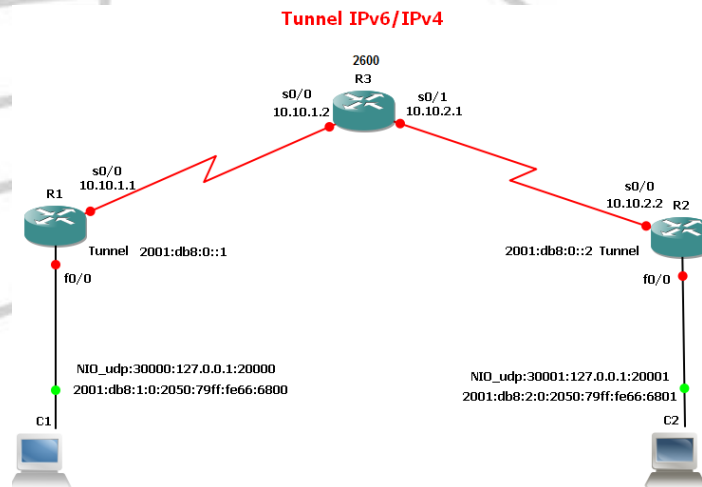 Tunnel IPv6/IPv4
2600
R3
s0/0
10.10.1.2
s0/1
10.10.2.1
s0/0
10.10.1.1
R1
s0/0
10.10.2.2
R2
Tunnel 2001:db8:0::1
2001:db8:0::2 Tunnel
f0/0
f0/0
NIO_udp:30000:127.0.0.1:20000
2001:db8:1:0:2050:79ff:fe66:6800
NIO_udp:30001:127.0.0.1:20001
2001:db8:2:0:2050:79ff:fe66:6801
C1
C2